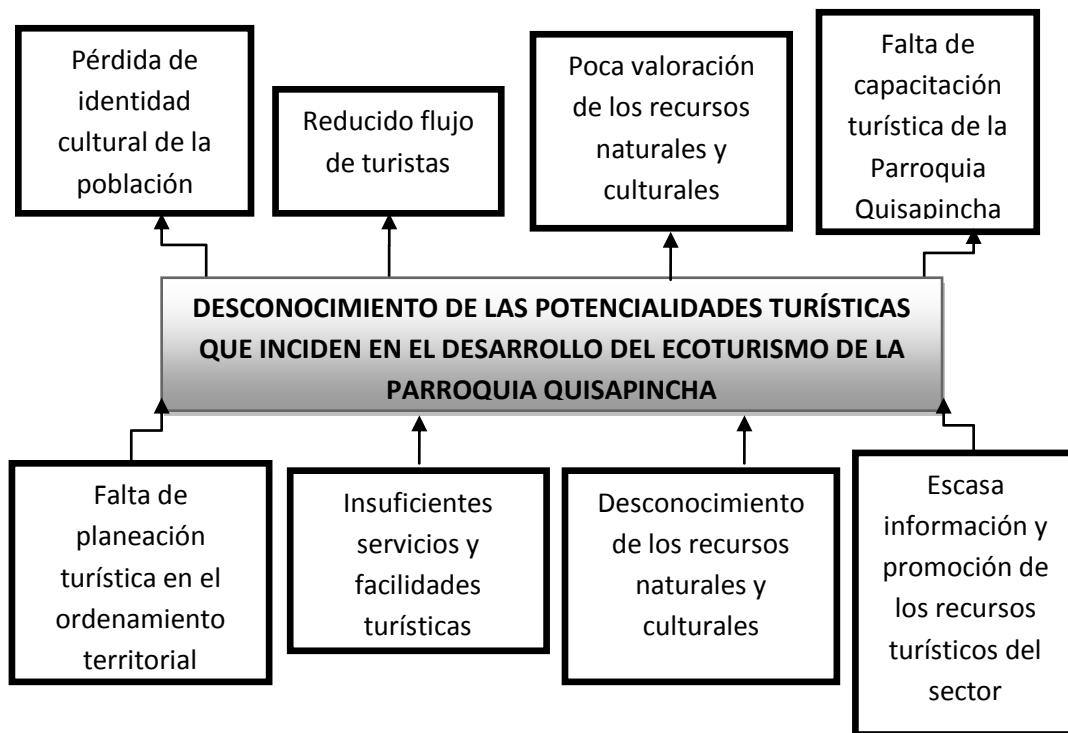 Pérdida de
identidad
cultural de la
población
Reducido flujo
de turistas
Poca valoración
de los recursos
naturales y
culturales
Falta de
capacitación
turística de la
Parroquia
Quisapincha
DESCONOCIMIENTO DE LAS POTENCIALIDADES TURÍSTICAS
QUE INCIDEN EN EL DESARROLLO DEL ECOTURISMO DE LA
PARROQUIA QUISAPINCHA
Falta de
planeación
turística en el
ordenamiento
territorial
Insuficientes
servicios y
facilidades
turísticas
Desconocimiento
de los recursos
naturales y
culturales
Escasa
información y
promoción de
los recursos
turísticos del
sector